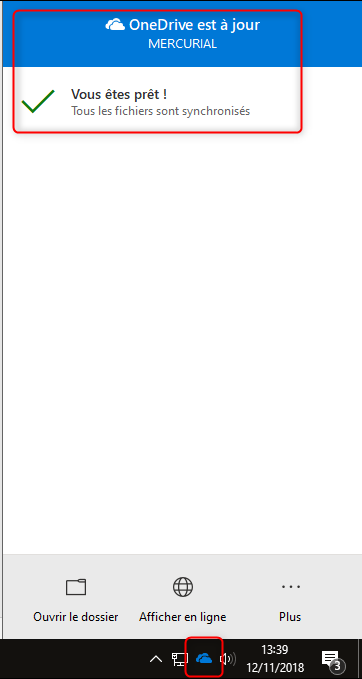 OneDrive est à jour
MERCURIAL
Vous êtes prêt !
Tous les fichiers sont synchronisés
Ouvrir le dossier
Afficher en ligne
Plus
13:39
12/11/2018
3